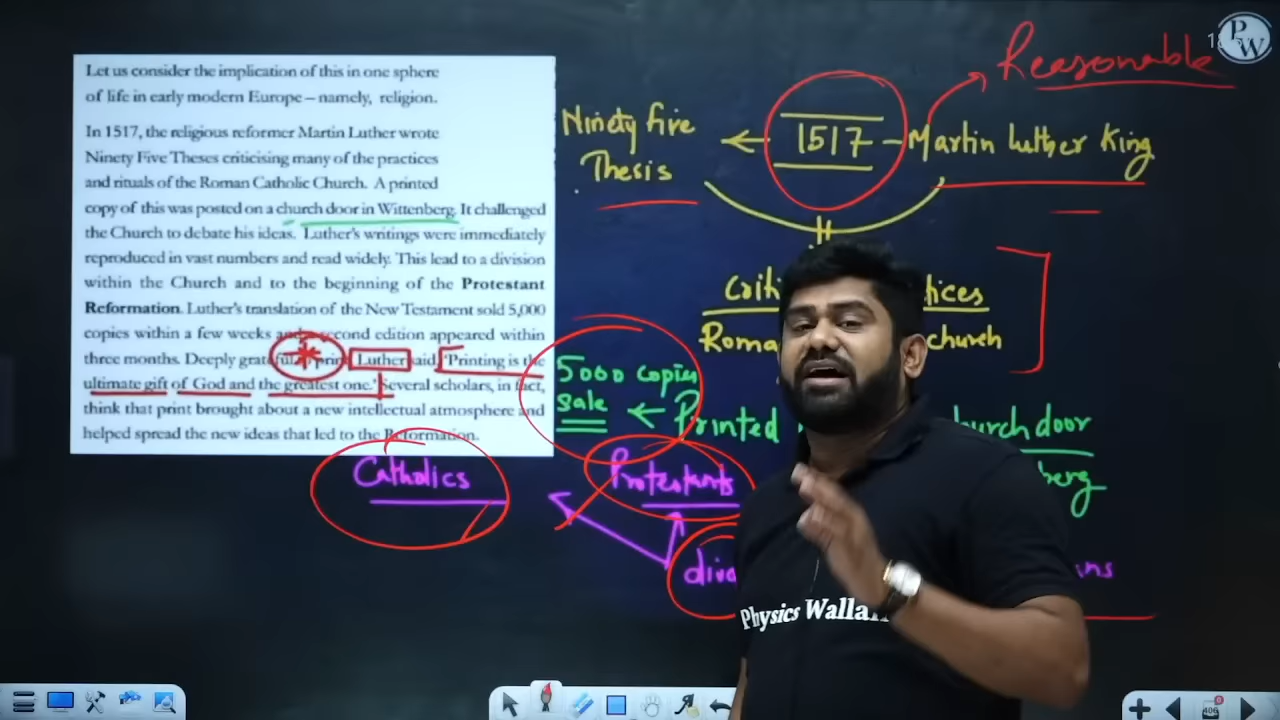 Let us consider the implication of this in one sphere
of life in early modern Europe – namely, religion.
In 1517, the religious reformer Martin Luther wrote
Ninety Five Theses criticising many of the practices
and rituals of the Roman Catholic Church. A printed
copy of this was posted on a church door in Wittenberg. It challenged
the Church to debate his ideas. Luther's writings were immediately
reproduced in vast numbers and read widely. This lead to a division
within the Church and to the beginning of the Protestant
Reformation. Luther's translation of the New Testament sold 5,000
copies within a few weeks and a second edition appeared within
three months. Deeply grateful to print, Luther said, 'Printing is the
ultimate gift of God and the greatest one.' Several scholars, in fact,
think that print brought about a new intellectual atmosphere and
helped spread the new ideas that led to the Reformation.
Reasonable
PW
Ninety five
Thesis
← 1517 – Martin Luther King
church
5000 copies
sale ← Printed
door
Catholics
Protestants
Physics
406